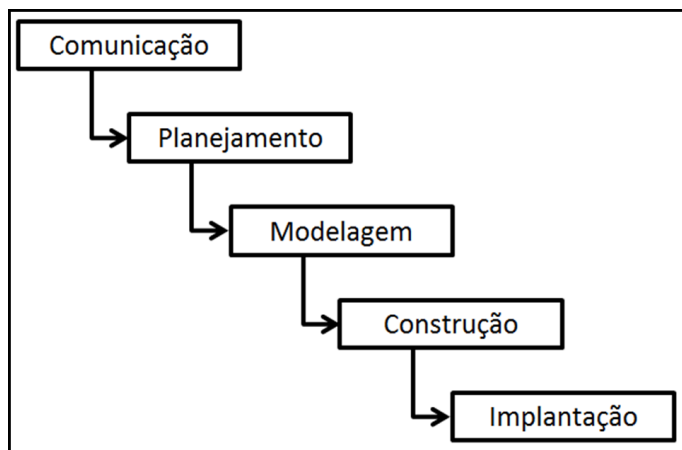 Comunicação
Planejamento
Modelagem
Construção
Implantação